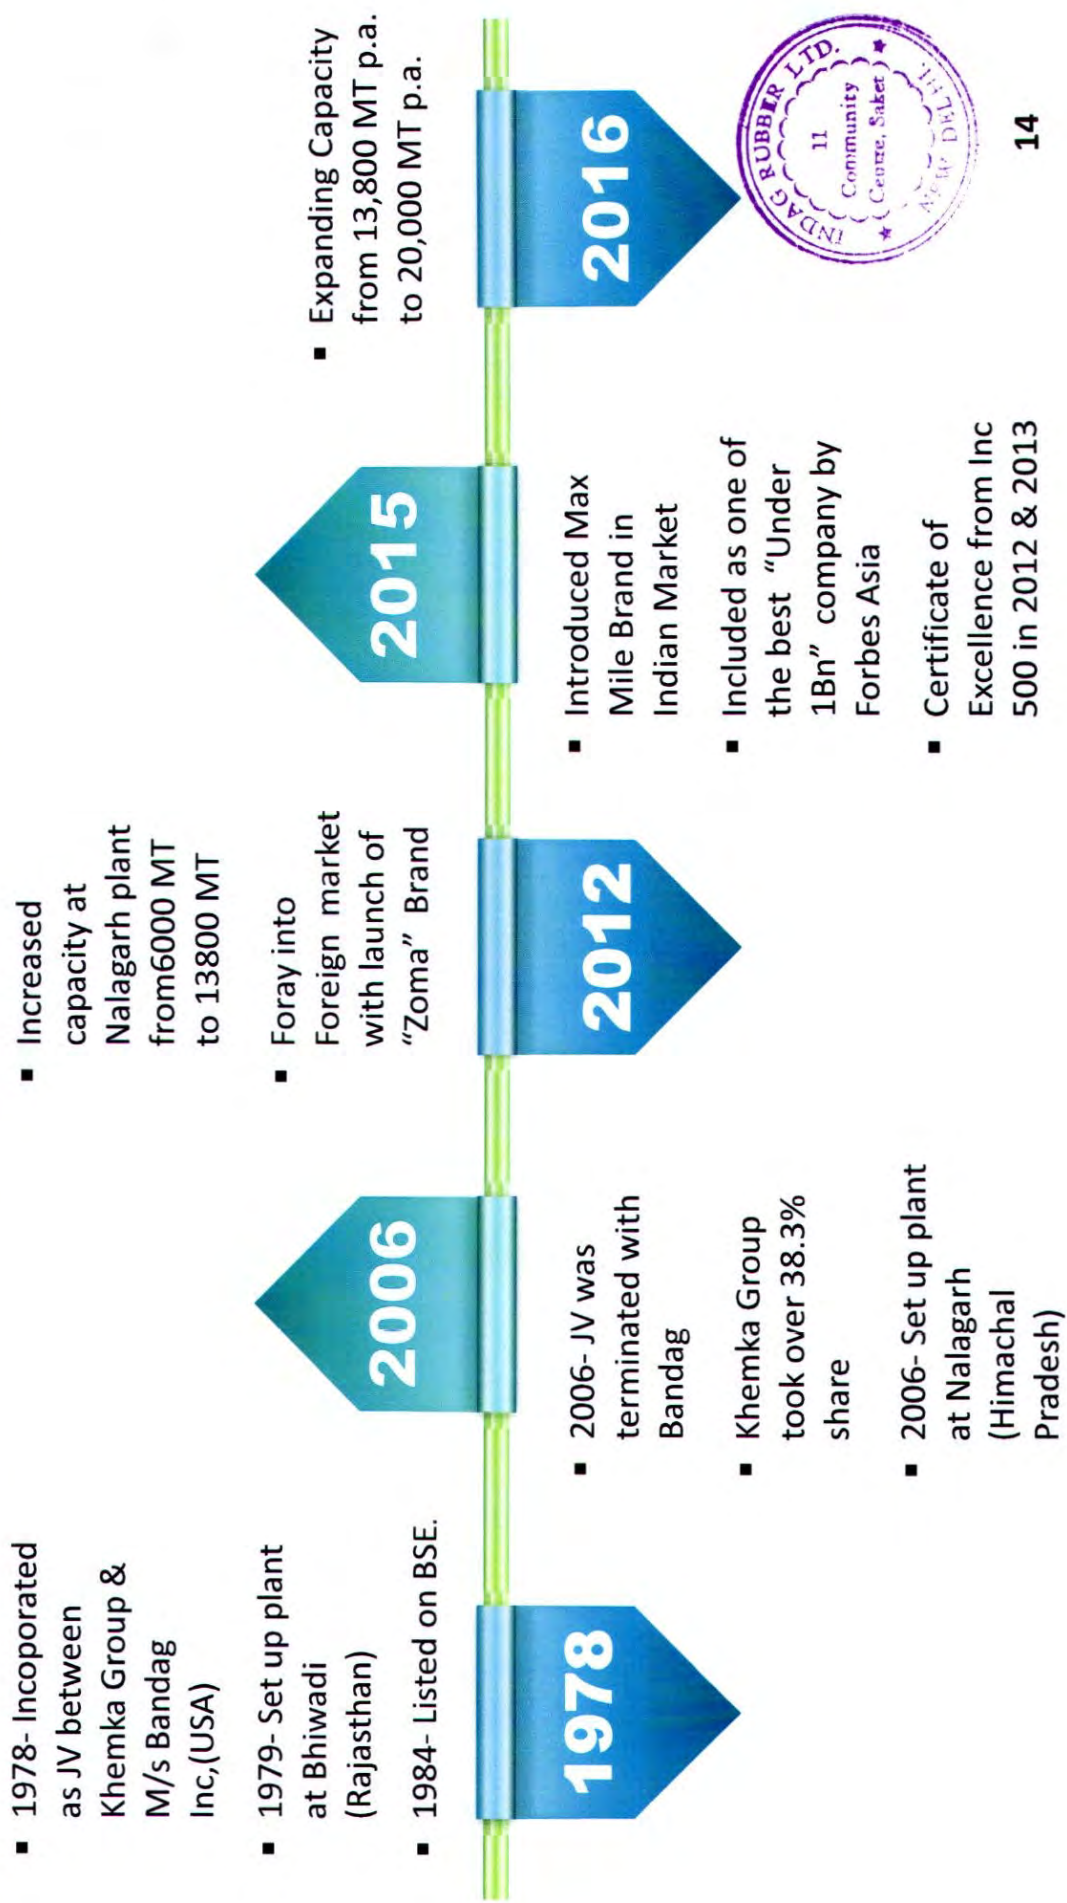 1978- Incoporated
as JV between
Khemka Group &
M/s Bandag
Inc,(USA)
1979- Set up plant
at Bhiwadi
(Rajasthan)
1984- Listed on BSE.
1978
2006
2006- JV was
terminated with
Bandag
Khemka Group
took over 38.3%
share
2006- Set up plant
at Nalagarh
(Himachal
Pradesh)
Increased
capacity at
Nalagarh plant
from6000 MT
to 13800 MT
Foray into
Foreign market
with launch of
"Zoma" Brand
2012
2015
Introduced Max
Mile Brand in
Indian Market
Included as one of
the best "Under
1Bn" company by
Forbes Asia
Certificate of
Excellence from Inc
500 in 2012 & 2013
Expanding Capacity
from 13,800 MT p.a.
to 20,000 MT p.a.
2016
INDAG RUBBER LTD.
11
Community
Centre, Saket
NEW DELHI.
14